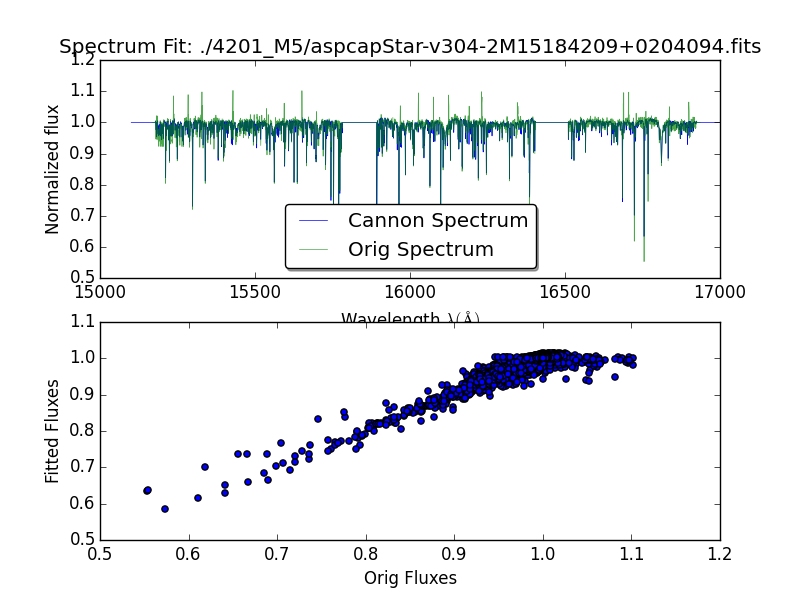 Spectrum Fit: ./4201_M5/aspcapStar-v304-2M15184209+0204094.fits
1.2
1.1
1.0
0.9
0.8
0.7
0.6
0.5
Normalized flux
Cannon Spectrum
Orig Spectrum
15000 15500 16000 16500 17000
Wavelength λ(Å)
1.1
1.0
0.9
0.8
0.7
0.6
0.5
Fitted Fluxes
0.5 0.6 0.7 0.8 0.9 1.0 1.1 1.2
Orig Fluxes